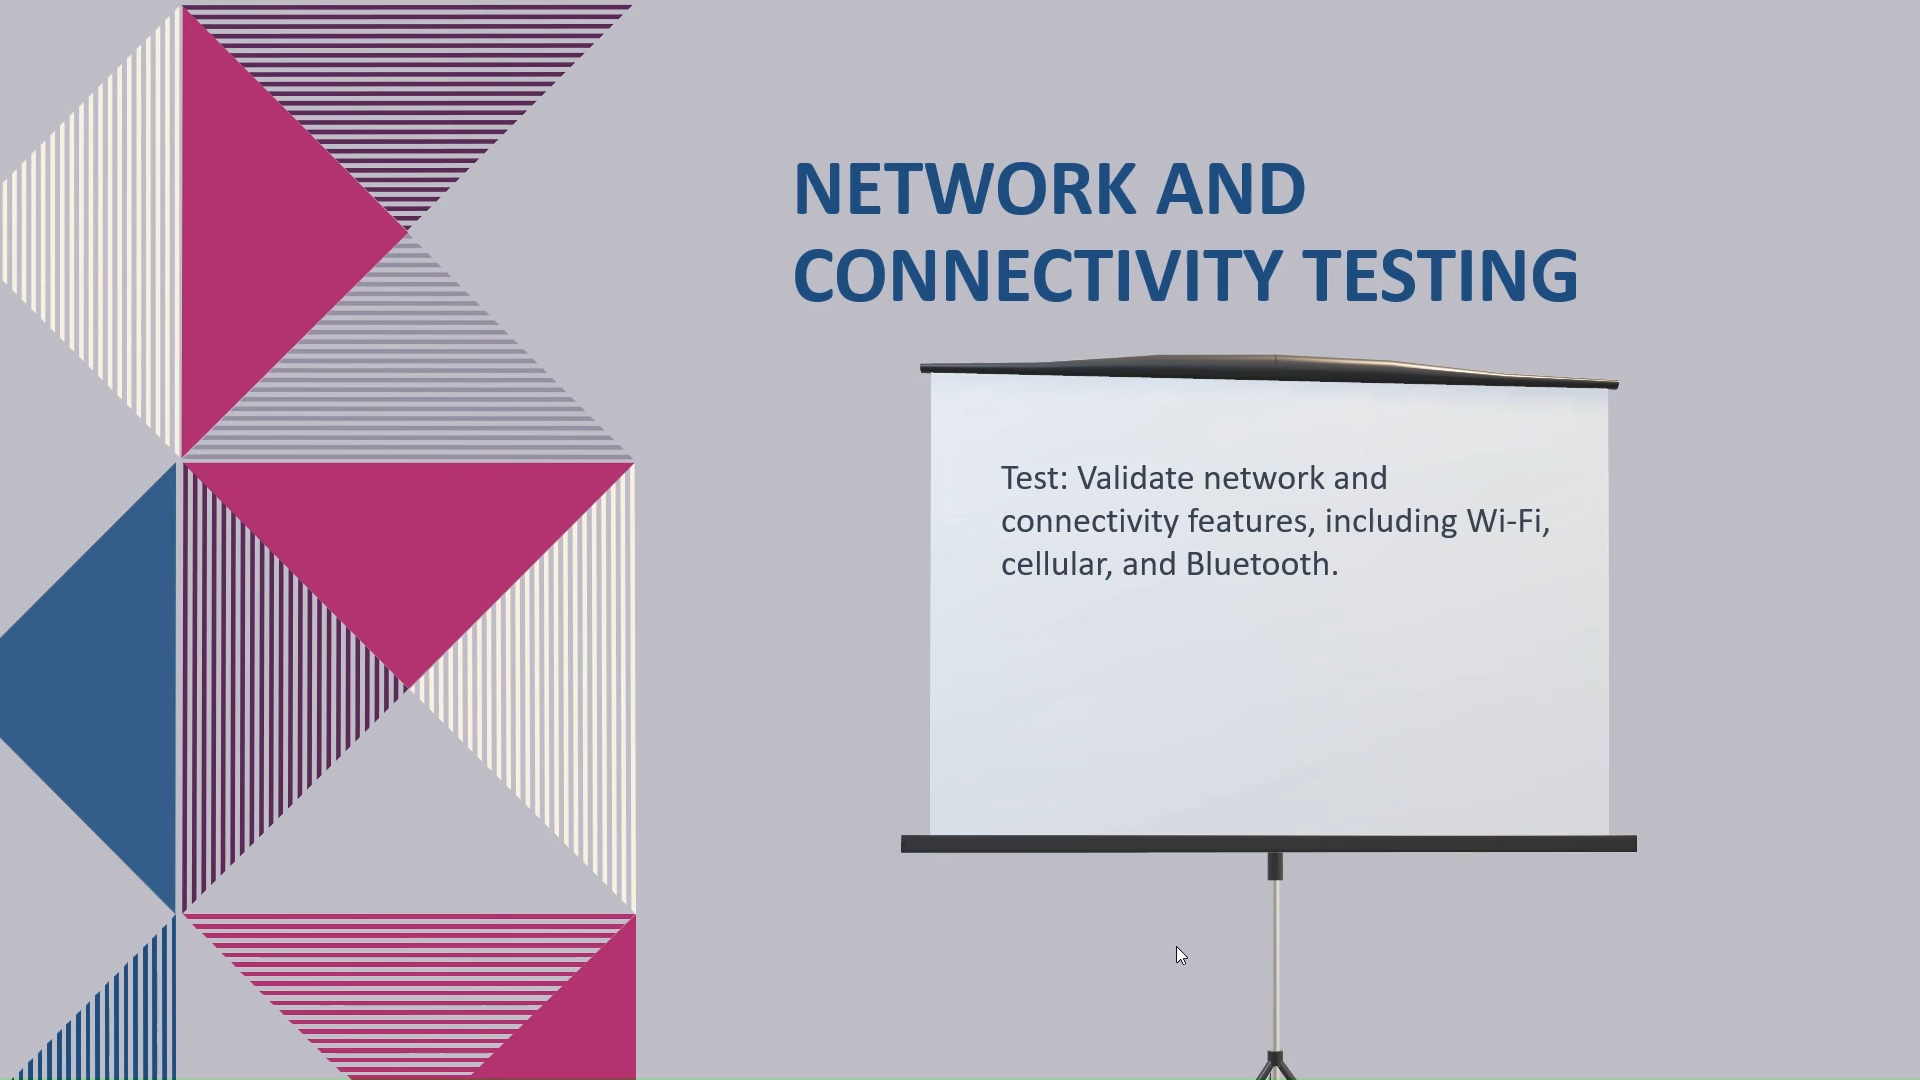 NETWORK AND
CONNECTIVITY TESTING
Test: Validate network and
connectivity features, including Wi-Fi,
cellular, and Bluetooth.